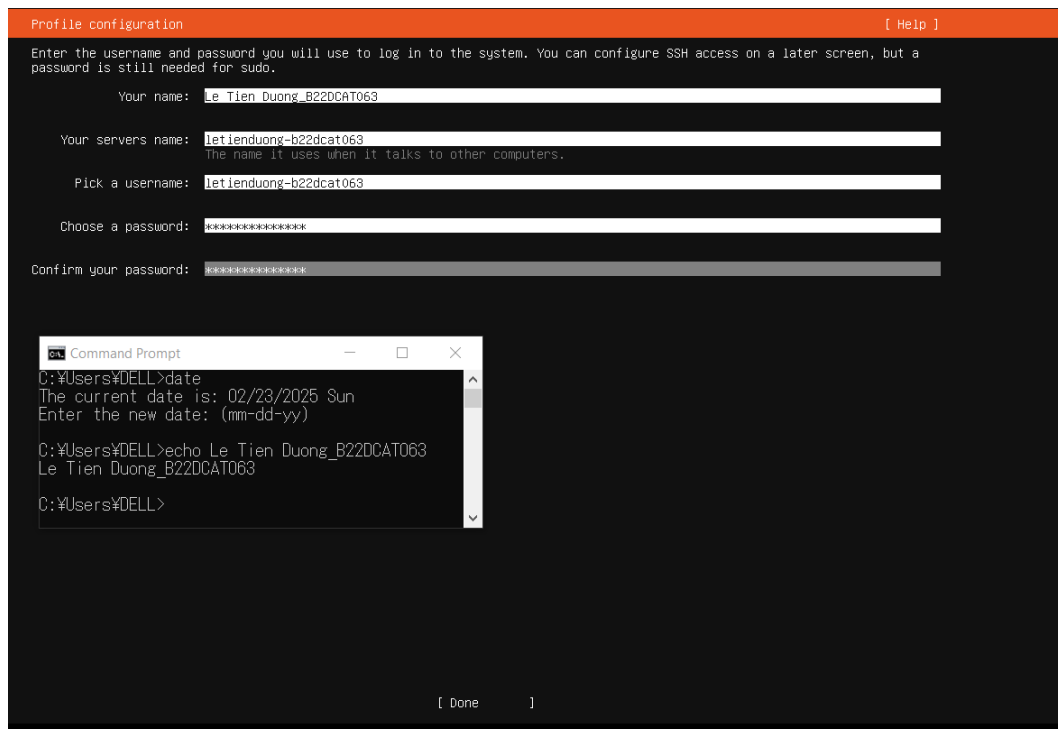 Profile configuration [ Help ]
Enter the username and password you will use to log in to the system. You can configure SSH access on a later screen, but a
password is still needed for sudo.
Your name: Le Tien Duong_B22DCAT063
Your servers name: letienduong-b22dcat063
The name it uses when it talks to other computers.
Pick a username: letienduong-b22dcat063
Choose a password: **************
Confirm your password: **************
Command Prompt
C:¥Users¥DELL>date
The current date is: 02/23/2025 Sun
Enter the new date: (mm-dd-yy)
C:¥Users¥DELL>echo Le Tien Duong_B22DCAT063
Le Tien Duong_B22DCAT063
C:¥Users¥DELL>
[ Done ]